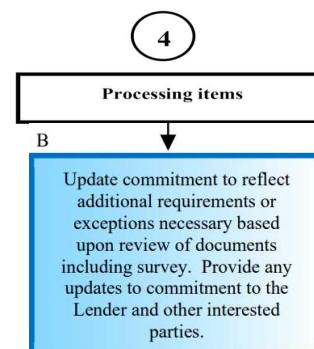 4
Processing items
B
Update commitment to reflect
additional requirements or
exceptions necessary based
upon review of documents
including survey.  Provide any
updates to commitment to the
Lender and other interested
parties.